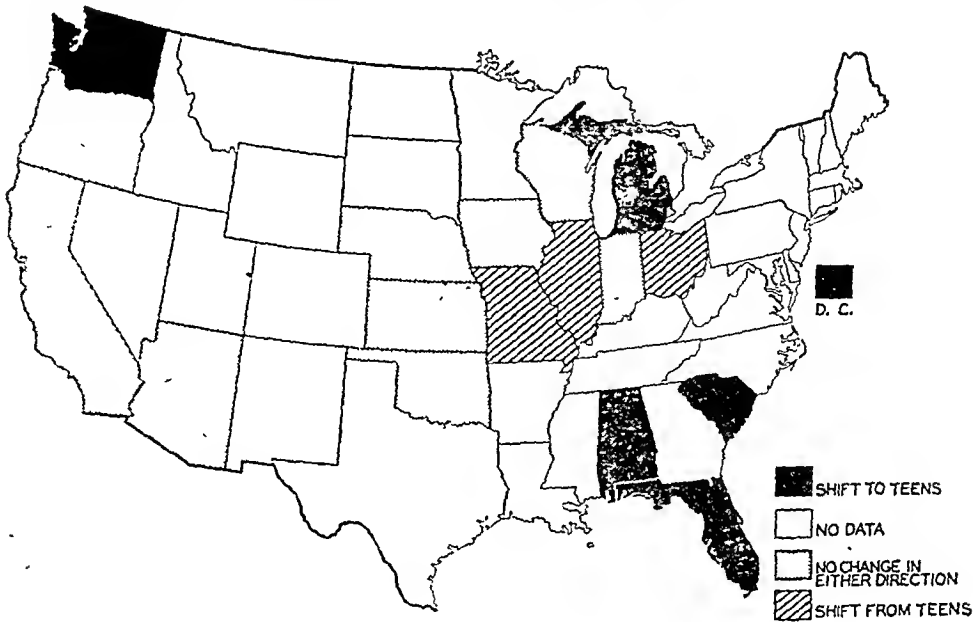 D. C.
SHIFT TO TEENS
NO DATA
NO CHANGE IN
EITHER DIRECTION
SHIFT FROM TEENS